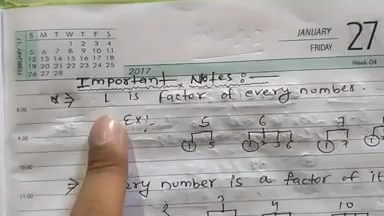 FEBRUARY '17
S M T W T F S
1 2 3 4
5 6 7 8 9 10 11
12 13 14 15 16 17 18
19 20 21 22 23 24 25
26 27 28
2017
JANUARY
FRIDAY
27
Week-04
Important Notes:-
⇒ 1 is factor of every number.
8.00
Ex:-
5 6 7
9.00
1 5 1 2 3 6 1 7
10.00
⇒ every number is a factor of it
11.00
2 3 4 10